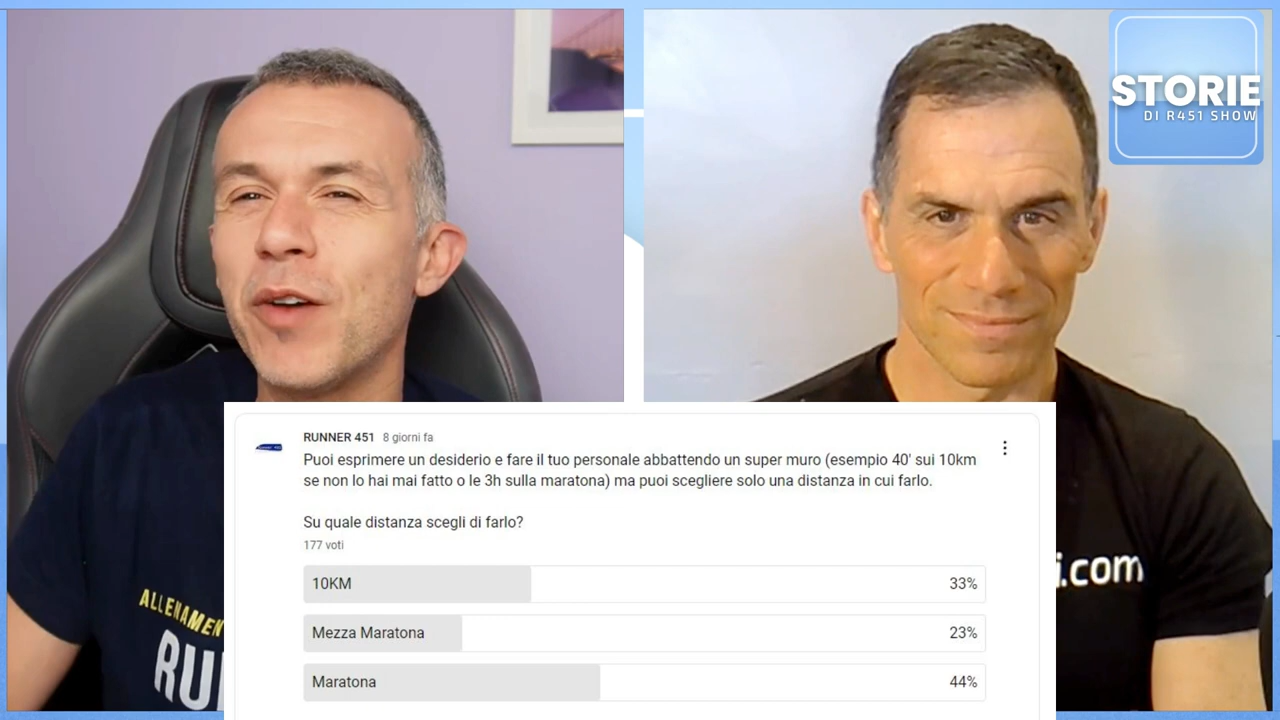 STORIE
DI R451 SHOW
ALLENAMEN
RU
.com
RUNNER 451 8 giorni fa
Puoi esprimere un desiderio e fare il tuo personale abbattendo un super muro (esempio 40' sui 10km
se non lo hai mai fatto o le 3h sulla maratona) ma puoi scegliere solo una distanza in cui farlo.
Su quale distanza scegli di farlo?
177 voti
10KM 33%
Mezza Maratona 23%
Maratona 44%